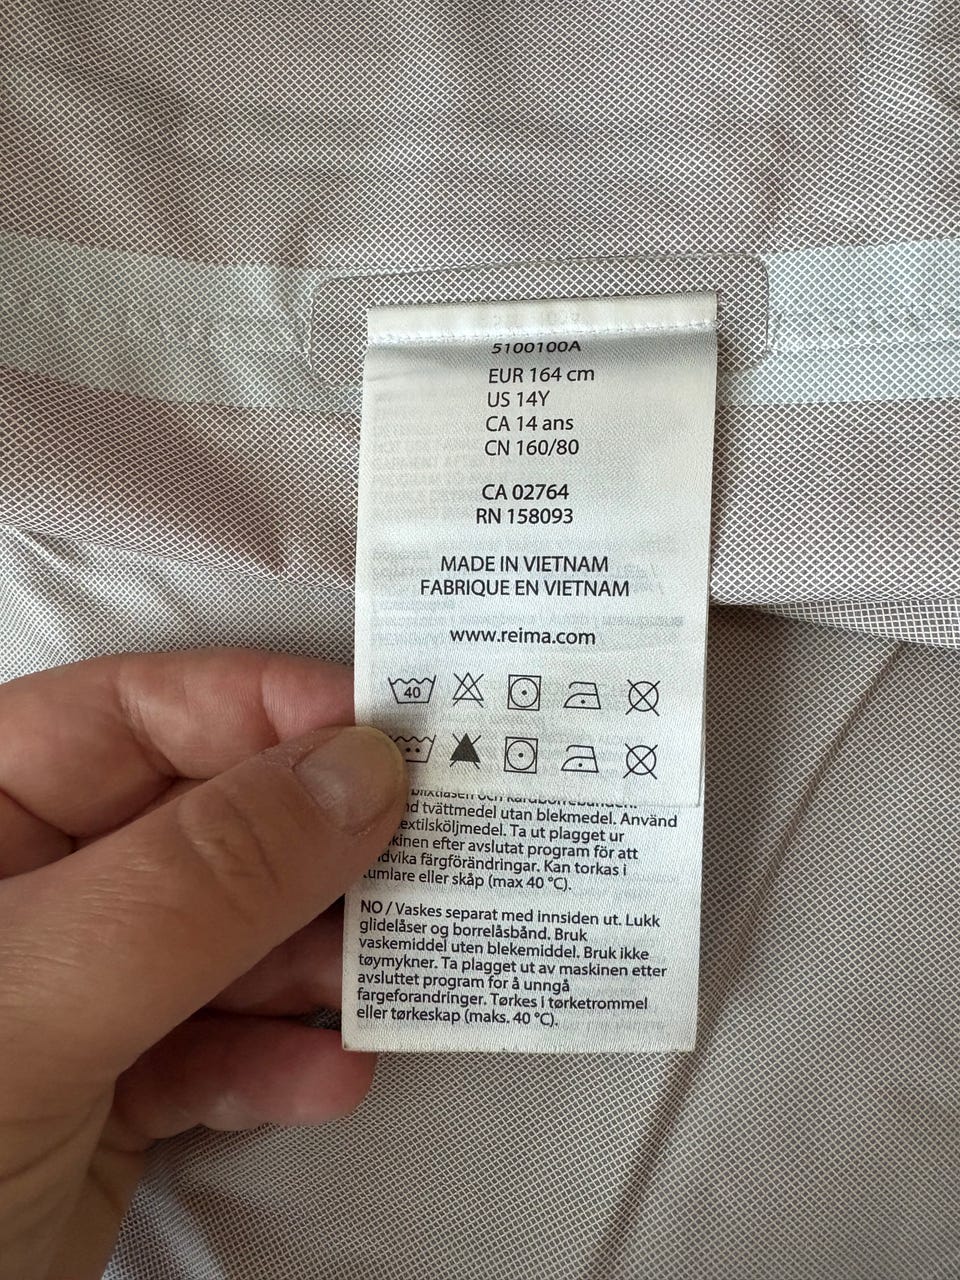 5100100A
EUR 164 cm
US 14Y
CA 14 ans
CN 160/80
CA 02764
RN 158093
MADE IN VIETNAM
FABRIQUE EN VIETNAM
www.reima.com
40
tvättmedel utan blekmedel. Använd
Ta ut plagget ur
efter avslutat program för att
färgförändringar. Kan torkas i
eller skåp (max 40 °C).
NO / Vaskes separat med innsiden ut. Lukk
glidelåser og borrelåsbånd. Bruk
vaskemiddel uten blekemiddel. Bruk ikke
tøymykner. Ta plagget ut av maskinen etter
avsluttet program for å unngå
fargeforandringer. Tørkes i tørketrommel
eller tørkeskap (maks. 40 °C).